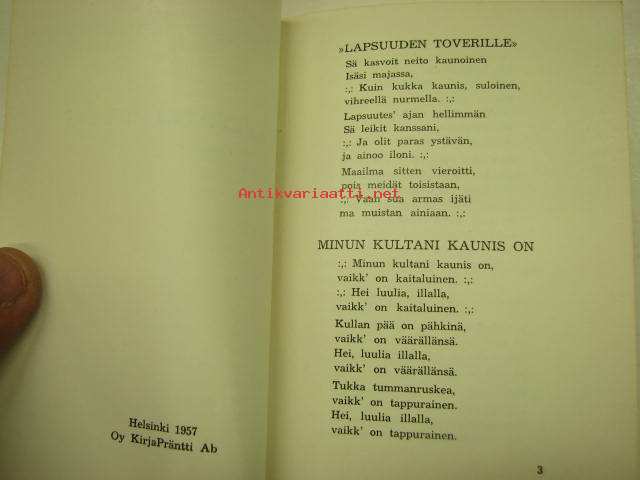 Helsinki 1957
Oy KirjaPräntti Ab
»LAPSUUDEN TOVERILLE»
Sä kasvoit neito kaunoinen
Isäsi majassa,
:,: Kuin kukka kaunis, suloinen,
vihreellä nurmella. :,:
Lapsuutes' ajan hellimmän
Sä leikit kanssani,
:,: Ja olit paras ystävän,
ja ainoo iloni. :,:
Maailma sitten vieroitti,
pois meidät toisistaan,
:,: Vaan sua armas ijäti
ma muistan ainiaan. :,:
Antikvariaatti.net
MINUN KULTANI KAUNIS ON
:,: Minun kultani kaunis on,
vaikk' on kaitaluinen. :,:
:,: Hei luulia, illalla,
vaikk' on kaitaluinen. :,:
Kullan pää on pähkinä,
vaikk' on väärällänsä.
Hei, luulia illalla,
vaikk' on väärällänsä.
Tukka tummanruskea,
vaikk' on tappurainen.
Hei, luulia illalla,
vaikk' on tappurainen.
3